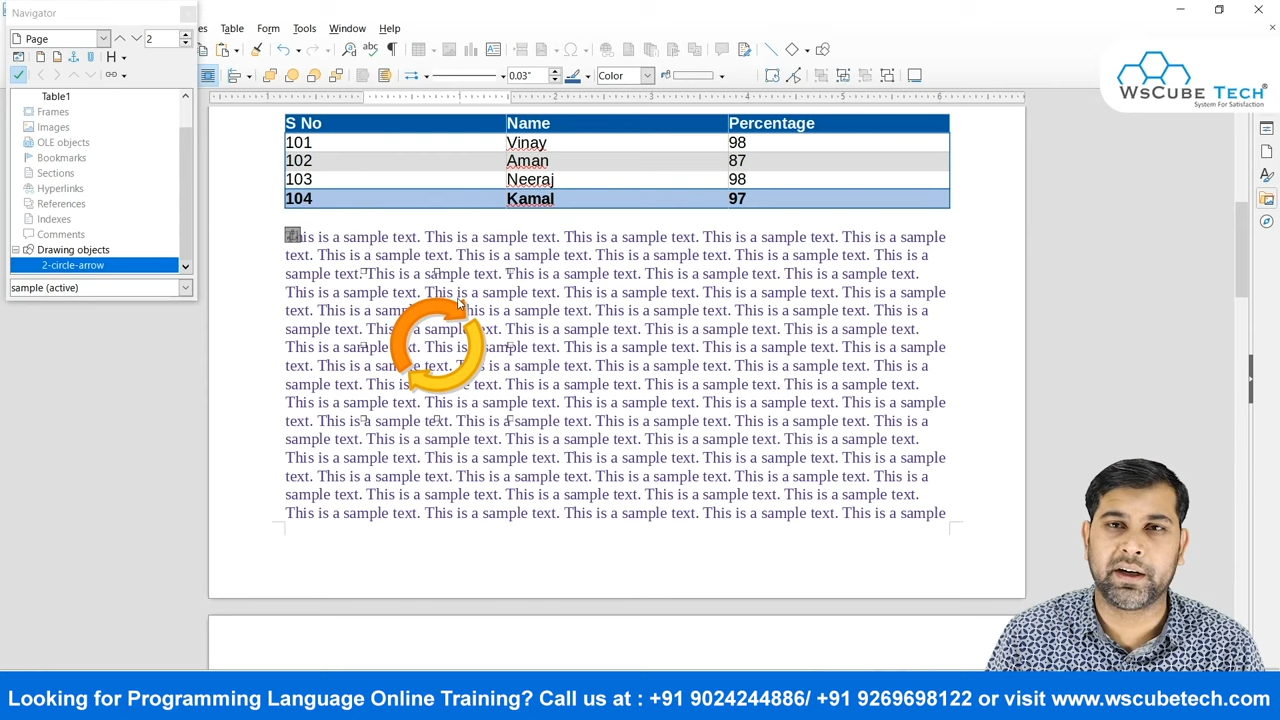 Navigator
Page
2
Table Form Tools Window Help
0.03"
Color
Table1
Frames
Images
OLE objects
Bookmarks
Sections
Hyperlinks
References
Indexes
Comments
Drawing objects
2-circle-arrow
sample (active)
1 1 2 3 4 5 6
WsCube Tech®
System For Satisfaction
S No Name Percentage
101 Vinay 98
102 Aman 87
103 Neeraj 98
104 Kamal 97
This is a sample text. This is a sample text. This is a sample text. This is a sample text. This is a sample
text. This is a sample text. This is a sample text. This is a sample text. This is a sample text. This is a
sample text. This is a sample text. This is a sample text. This is a sample text. This is a sample text.
This is a sample text. This is a sample text. This is a sample text. This is a sample text. This is a sample
text. This is a sample text. This is a sample text. This is a sample text. This is a
sample text. This a sample text. This is a sample text. This is a sample text. This is a sample text.
This is a sample text. This is sample text. This is a sample text. This is a sample text. This is a sample
text. This is a sample text. This is a sample text. This is a sample text. This is a sample text. This is a
sample text. This is text. This is a sample text. This is a sample text. This is a sample text.
This is a sample text. This is a sample text. This is a sample text. This is a sample text. This is a sample
text. This is a sample text. This is a sample text. This is a sample text. This is a sample text. This is a
sample text. This is a sample text. This is a sample text. This is a sample text. This is a sample text.
This is a sample text. This is a sample text. This is a sample text. This is a sample text. This is a sample
text. This is a sample text. This is a sample text. This is a sample text. This is a sample text. This is a
sample text. This is a sample text. This is a sample text. This is a sample text. This is a sample text.
This is a sample text. This is a sample text. This is a sample text. This is a sample text. This is a sample
Looking for Programming Language Online Training? Call us at : +91 9024244886/ +91 9269698122 or visit www.wscubetech.com